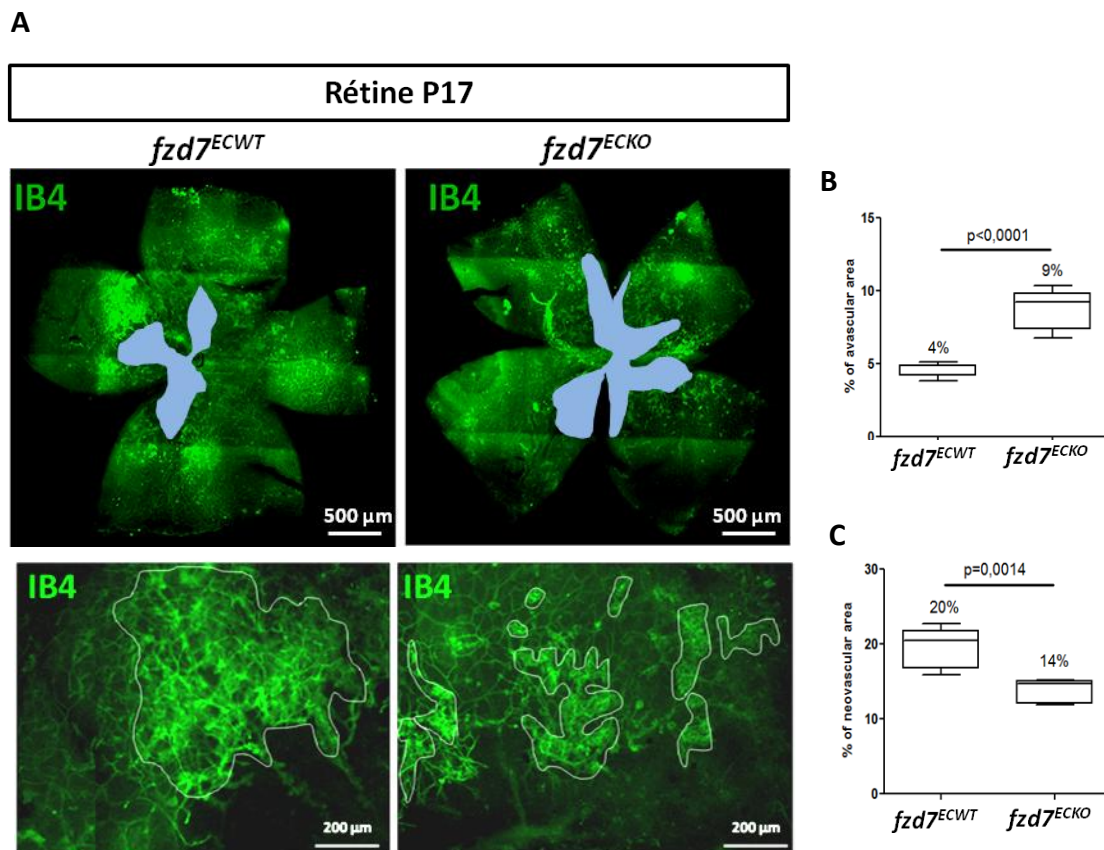 A
Rétine P17
fzd7ECWT
fzd7ECKO
IB4
IB4
500 µm
500 µm
IB4
IB4
200 µm
200 µm
B
15
10
5
0
% of avascular area
p<0,0001
4%
9%
fzd7ECWT
fzd7ECKO
C
30
20
10
0
% of neovascular area
p=0,0014
20%
14%
fzd7ECWT
fzd7ECKO